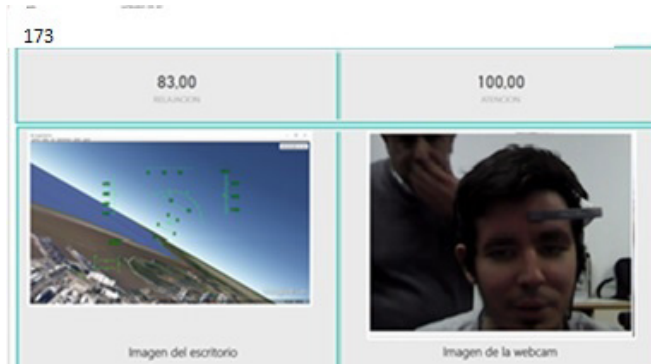 173
83,00
100,00
RELAJACION
ATENCION
Imagen del escritorio
Imagen de la webcam